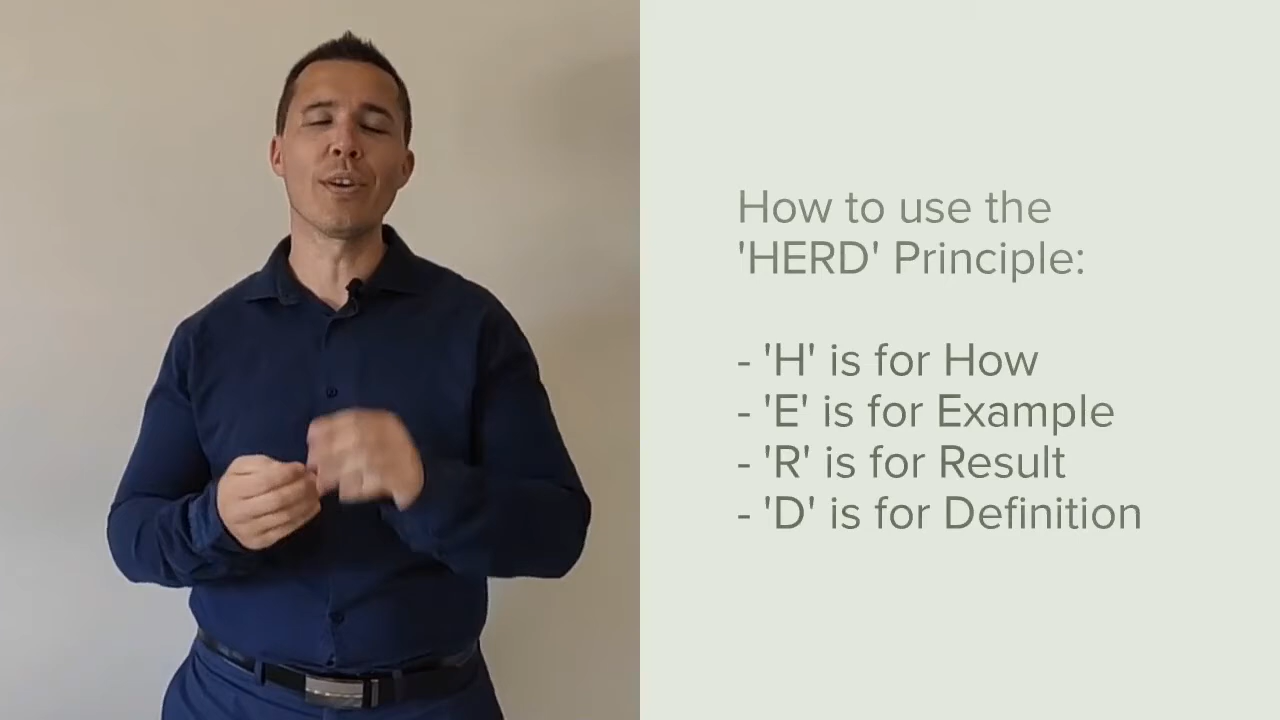 How to use the
'HERD' Principle:
- 'H' is for How
- 'E' is for Example
- 'R' is for Result
- 'D' is for Definition